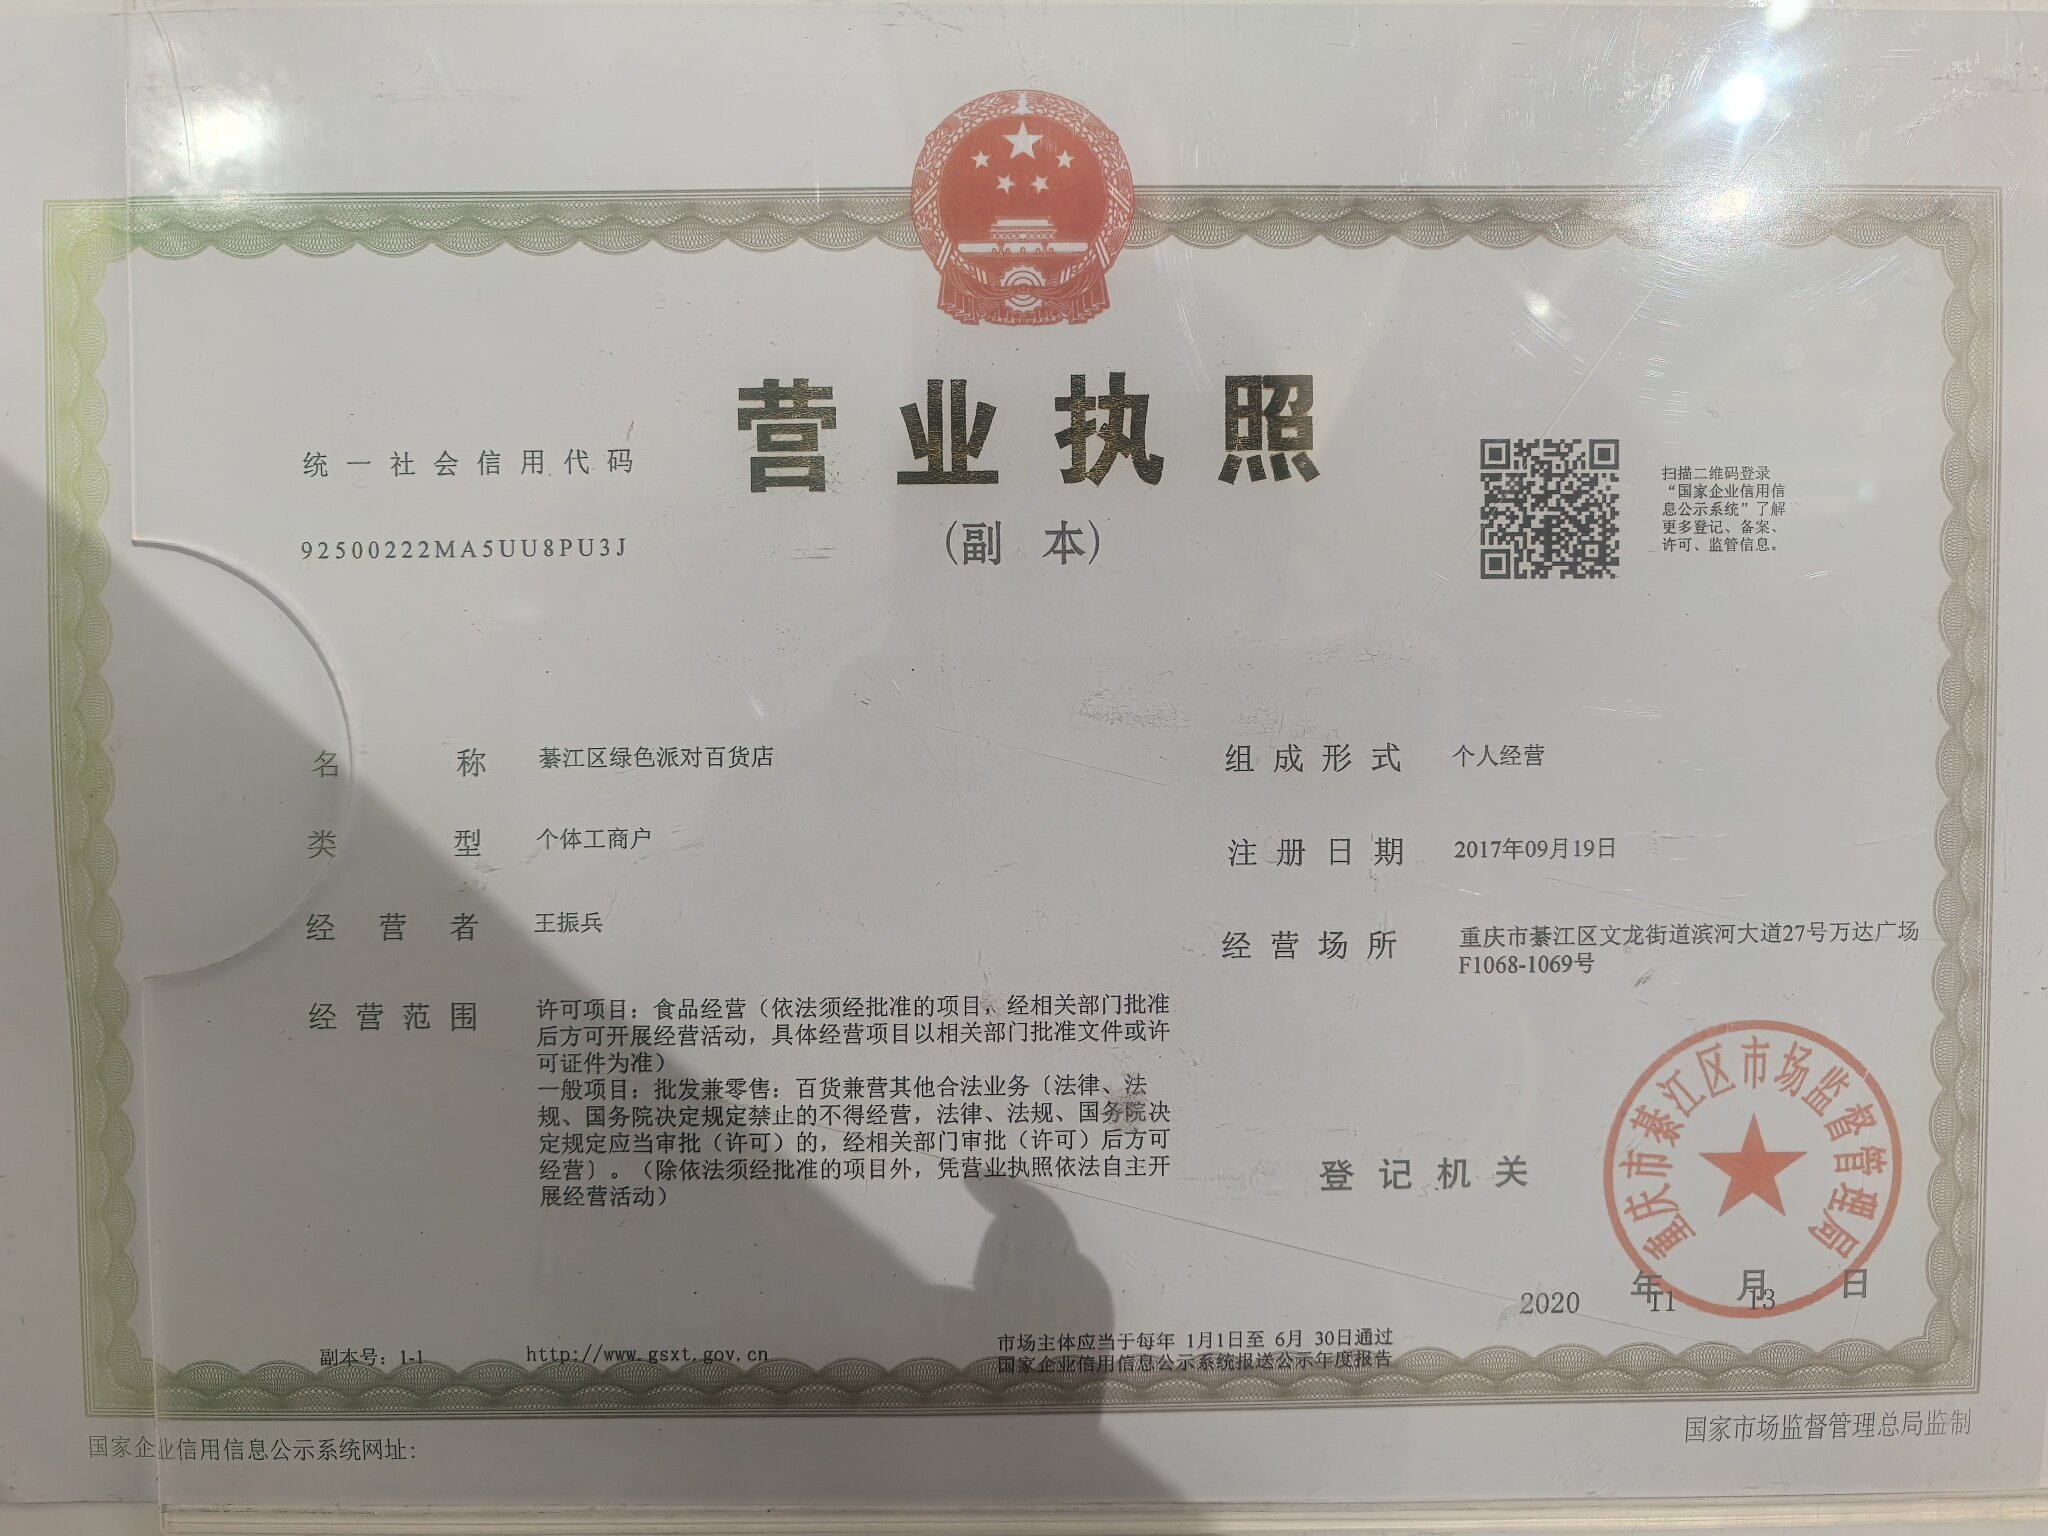 营业执照
(副 本)
统一社会信用代码
92500222MA5UU8PU3J
扫描二维码登录
“国家企业信用信
息公示系统”了解
更多登记、备案、
许可、监管信息。
名称 綦江区绿色派对百货店
类型 个体工商户
经营者 王振兵
经营范围 许可项目：食品经营（依法须经批准的项目，经相关部门批准
后方可开展经营活动，具体经营项目以相关部门批准文件或许
可证件为准）
一般项目：批发兼零售：百货兼营其他合法业务〔法律、法
规、国务院决定规定禁止的不得经营，法律、法规、国务院决
定规定应当审批（许可）的，经相关部门审批（许可）后方可
经营〕。（除依法须经批准的项目外，凭营业执照依法自主开
展经营活动）
组成形式 个人经营
注册日期 2017年09月19日
经营场所 重庆市綦江区文龙街道滨河大道27号万达广场
F1068-1069号
登记机关
重庆市綦江区市场监督管理局
2020 年 11 月 13 日
副本号：1-1
http://www.gsxt.gov.cn
市场主体应当于每年 1月1日至 6月 30日通过
国家企业信用信息公示系统报送公示年度报告
国家企业信用信息公示系统网址：
国家市场监督管理总局监制